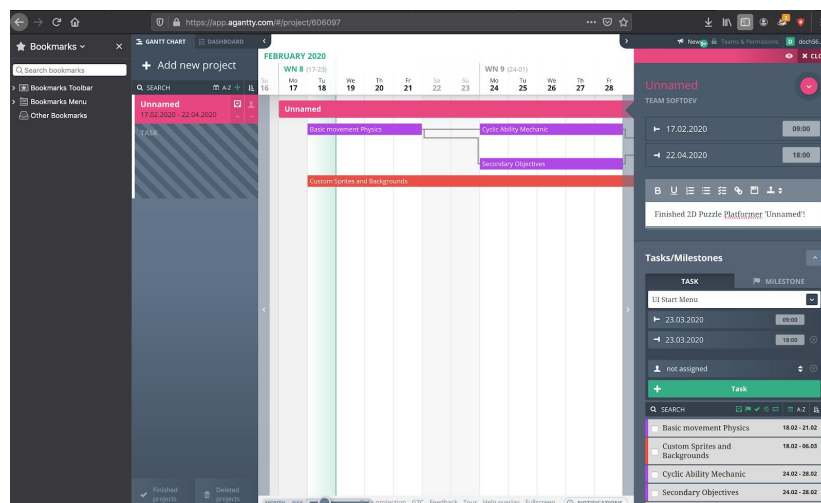 https://app.agantty.com/#/project/606097
Bookmarks
Search bookmarks
Bookmarks Toolbar
Bookmarks Menu
Other Bookmarks
GANTT CHART
DASHBOARD
+ Add new project
SEARCH
A-Z
Unnamed
17.02.2020 - 22.04.2020
TASK
Finished projects
Deleted projects
FEBRUARY 2020
WN 8 (17-23)
WN 9 (24-01)
Su Mo Tu We Th Fr Sa Su Mo Tu We Th Fr
16 17 18 19 20 21 22 23 24 25 26 27 28
Unnamed
Basic movement Physics
Cyclic Ability Mechanic
Secondary Objectives
Custom Sprites and Backgrounds
MONTH DAY
protection GTC Feedback Tour Help overlay Fullscreen
NOTIFICATIONS
News
Teams & Permissions
D doch56...
X CLO
Unnamed
TEAM SOFTDEV
17.02.2020 09:00
22.04.2020 18:00
B U
Finished 2D Puzzle Platformer 'Unnamed'!
Tasks/Milestones
TASK
MILESTONE
UI Start Menu
23.03.2020 09:00
23.03.2020 18:00
not assigned
+ Task
SEARCH
A-Z
Basic movement Physics 18.02 - 21.02
Custom Sprites and 18.02 - 06.03
Backgrounds
Cyclic Ability Mechanic 24.02 - 28.02
Secondary Objectives 24.02 - 28.02